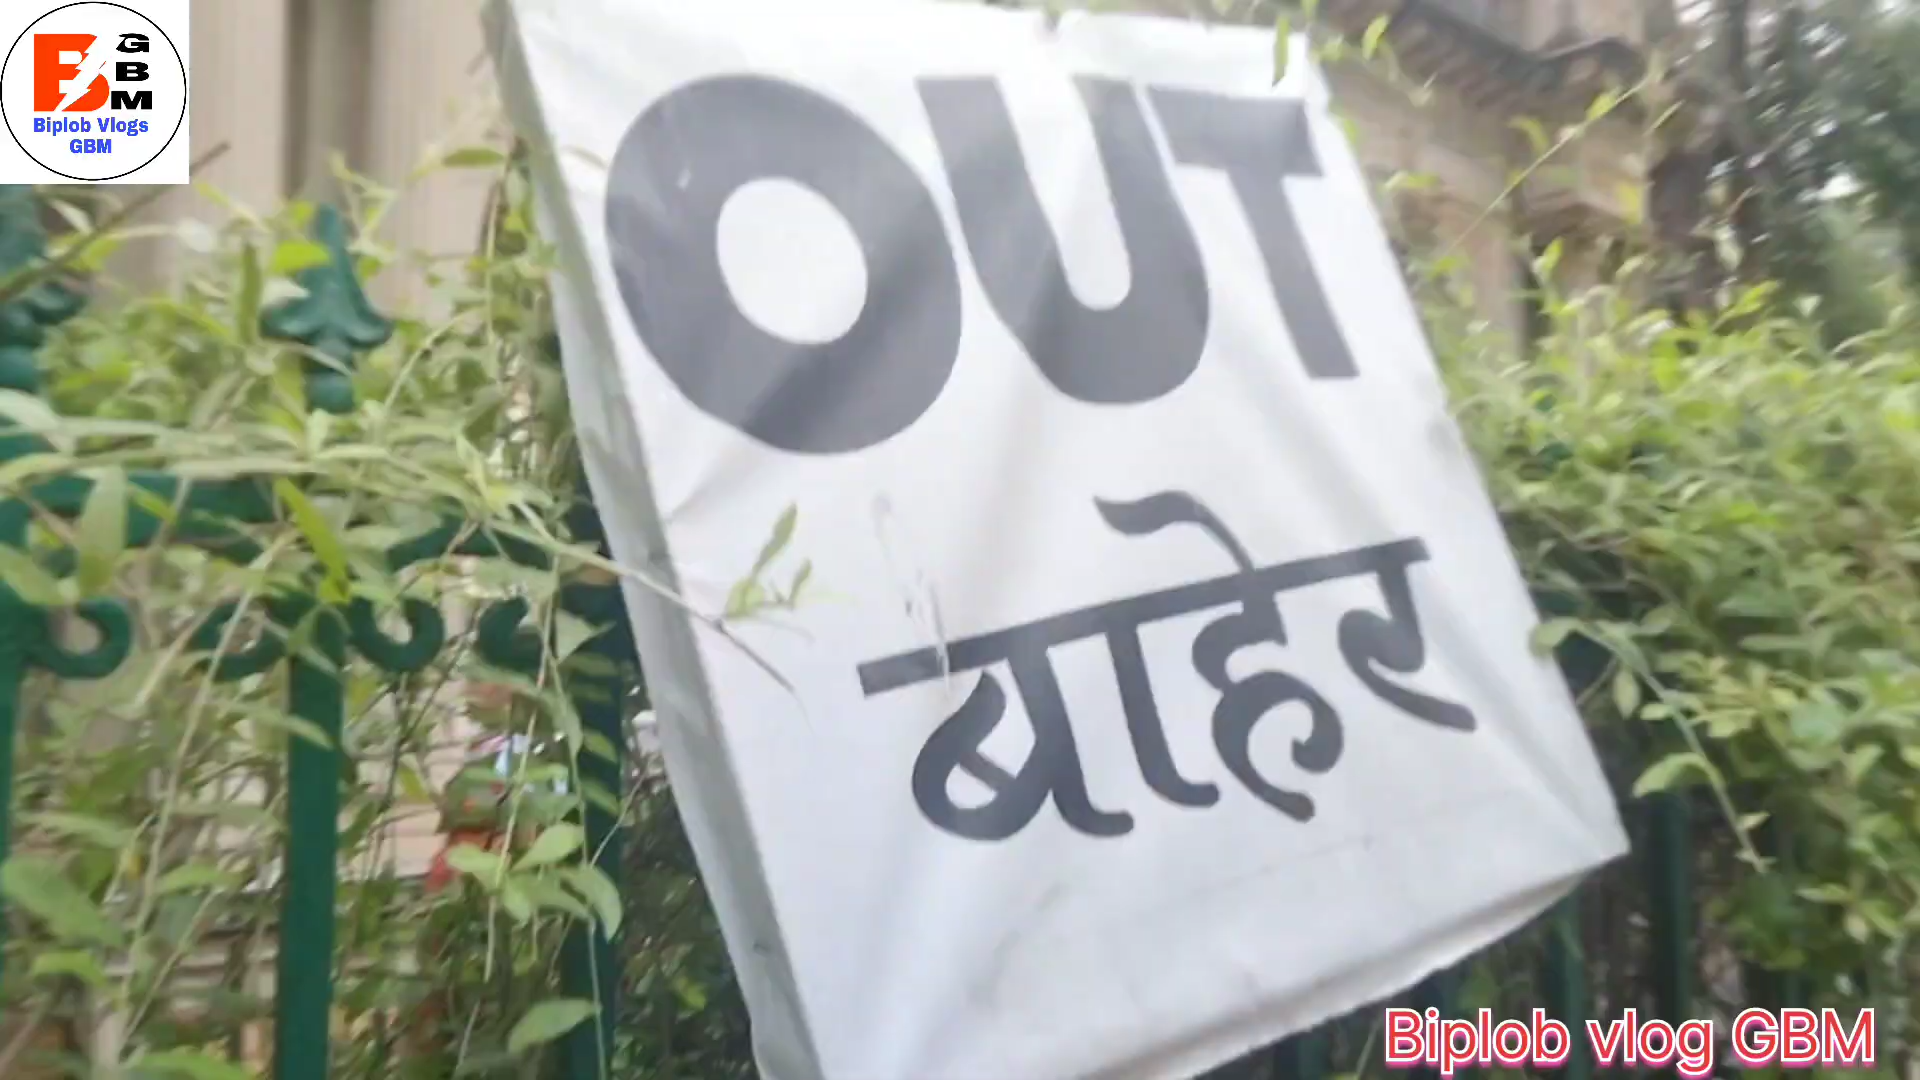 B GBM
Biplob Vlogs
GBM
OUT
बाहेर
Biplob vlog GBM